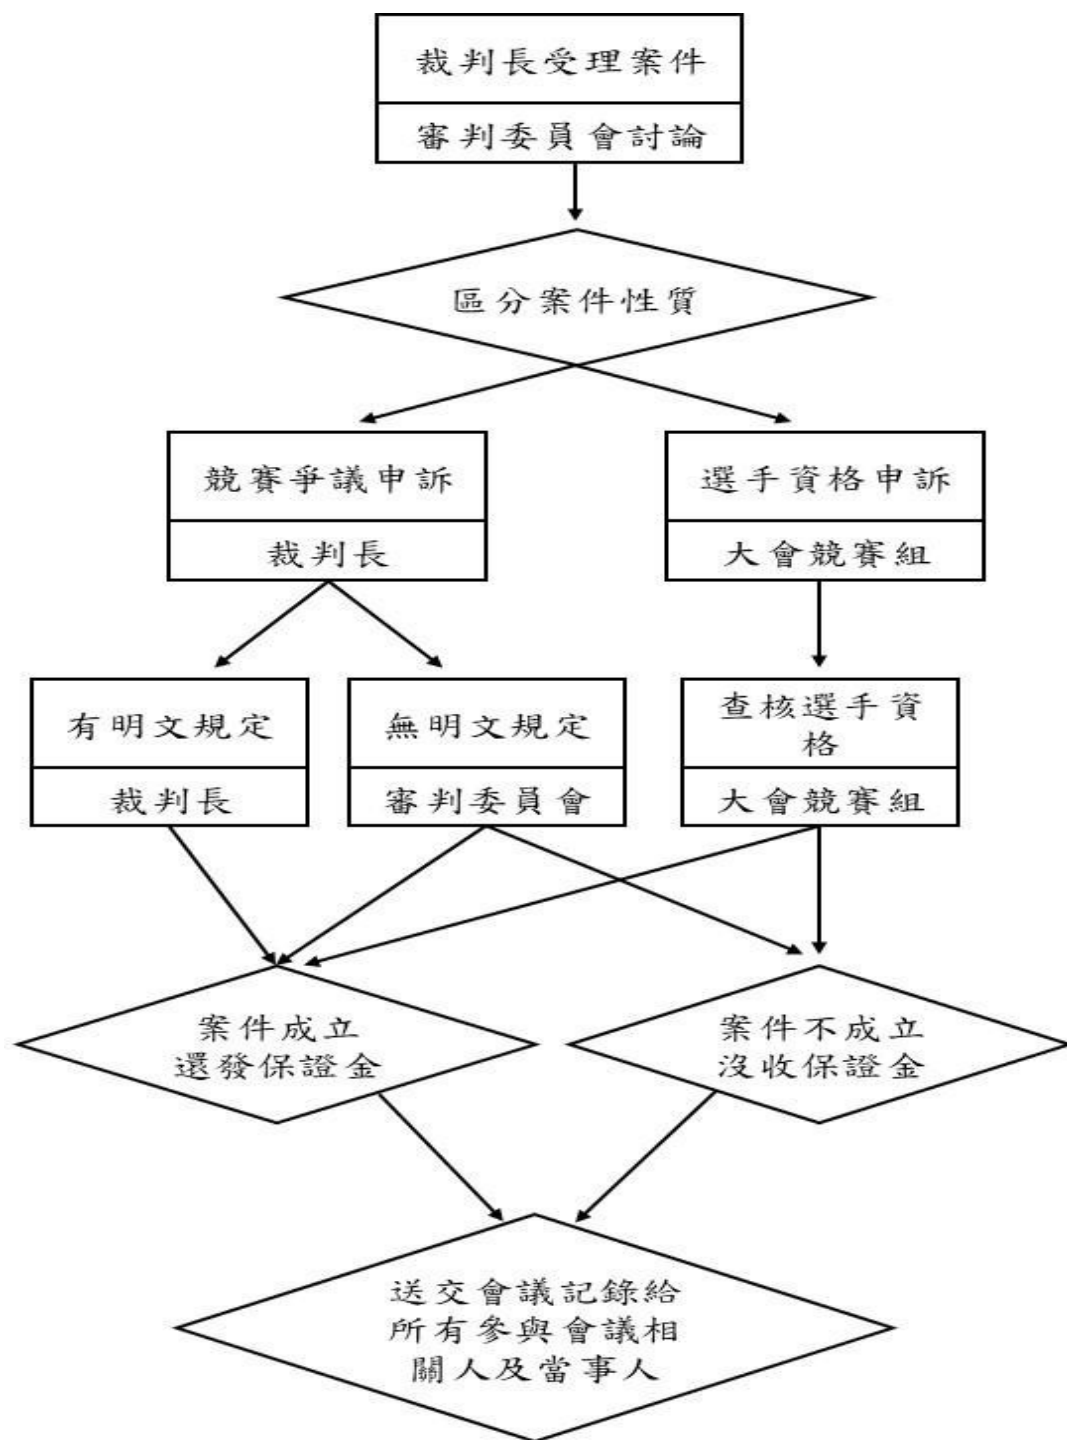 裁判長受理案件
審判委員會討論
區分案件性質
競賽爭議申訴
裁判長
選手資格申訴
大會競賽組
有明文規定
裁判長
無明文規定
審判委員會
查核選手資
格
大會競賽組
案件成立
還發保證金
案件不成立
沒收保證金
送交會議記錄給
所有參與會議相
關人及當事人